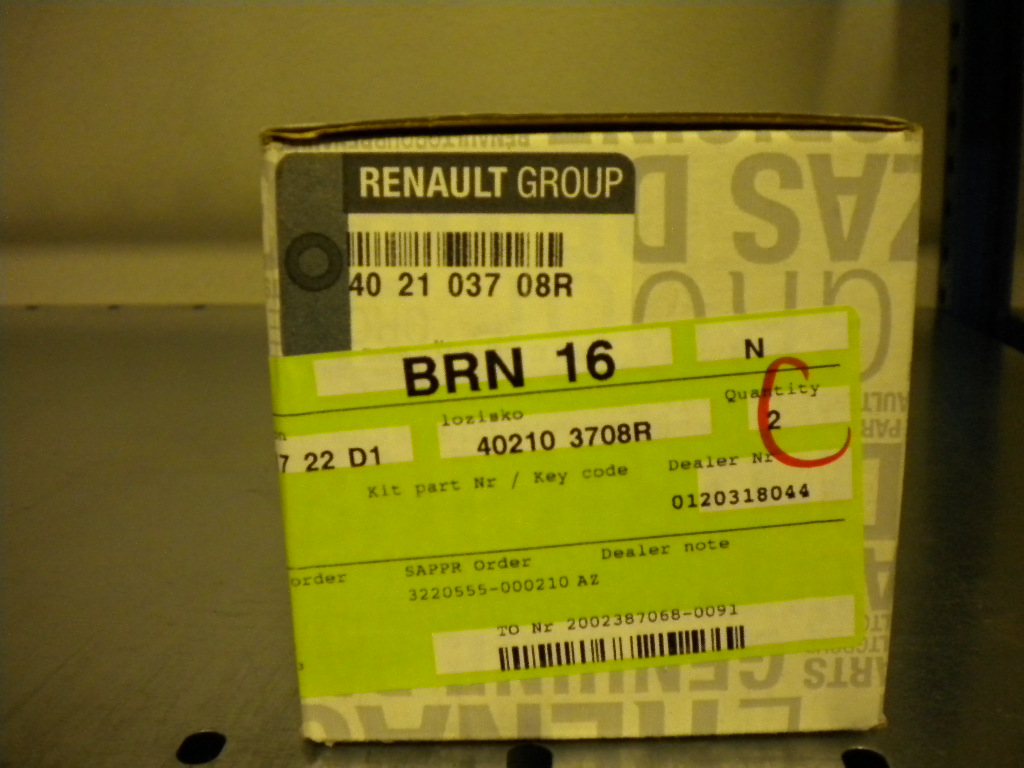 RENAULT GROUP
40 21 037 08R
BRN 16
N
lozisko
Quantity
7 22 D1
40210 3708R
2
C
Kit part Nr / Key code
Dealer Nr
0120318044
order
SAPPR Order
Dealer note
3220555-000210 AZ
TO Nr 2002387068-0091